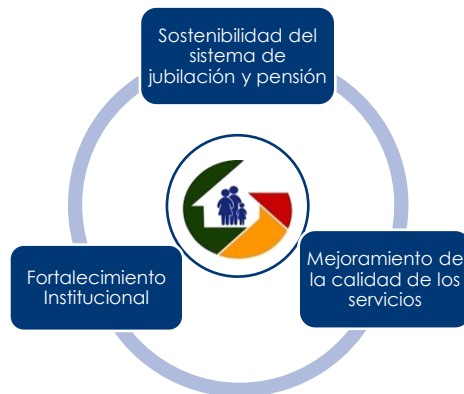 Sostenibilidad del
sistema de
jubilación y pensión
Fortalecimiento
Institucional
Mejoramiento de
la calidad de los
servicios